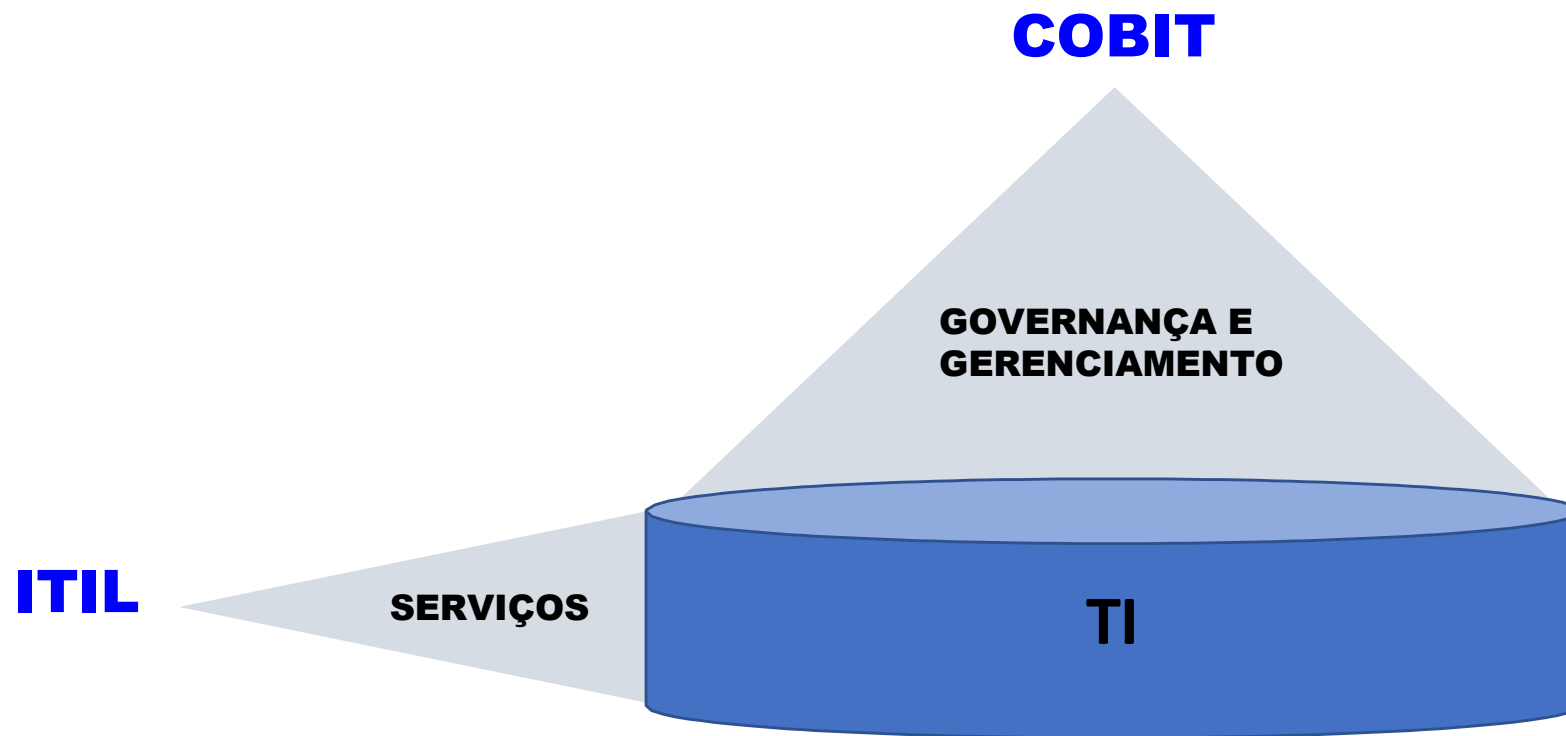 COBIT
GOVERNANÇA E
GERENCIAMENTO
ITIL
SERVIÇOS
TI